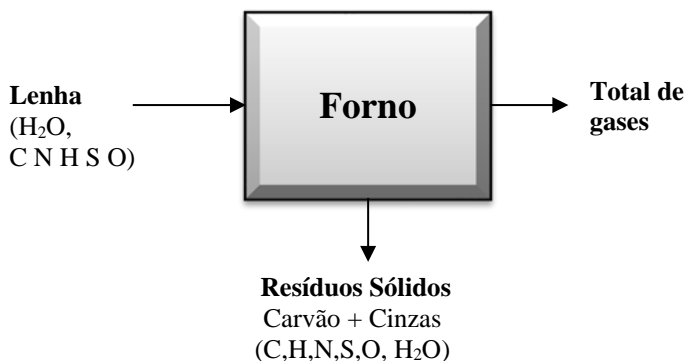 Lenha
(H₂O,
C N H S O)
Forno
Total de
gases
Resíduos Sólidos
Carvão + Cinzas
(C,H,N,S,O, H₂O)